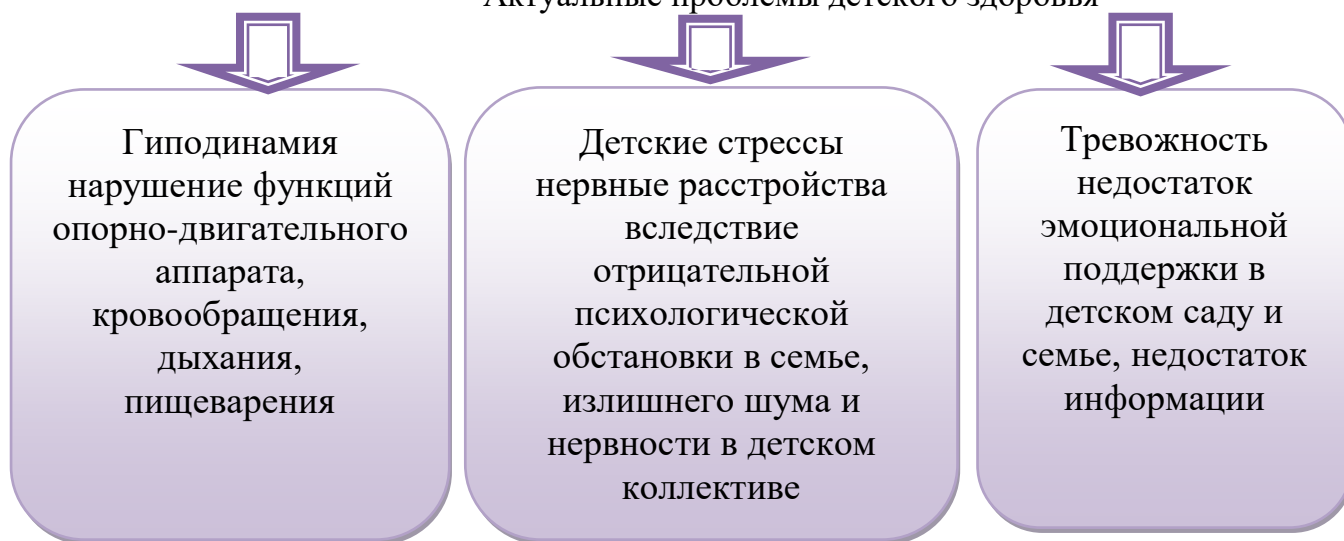 Актуальные проблемы детского здоровья
Гиподинамия
нарушение функций
опорно-двигательного
аппарата,
кровообращения,
дыхания,
пищеварения
Детские стрессы
нервные расстройства
вследствие
отрицательной
психологической
обстановки в семье,
излишнего шума и
нервности в детском
коллективе
Тревожность
недостаток
эмоциональной
поддержки в
детском саду и
семье, недостаток
информации